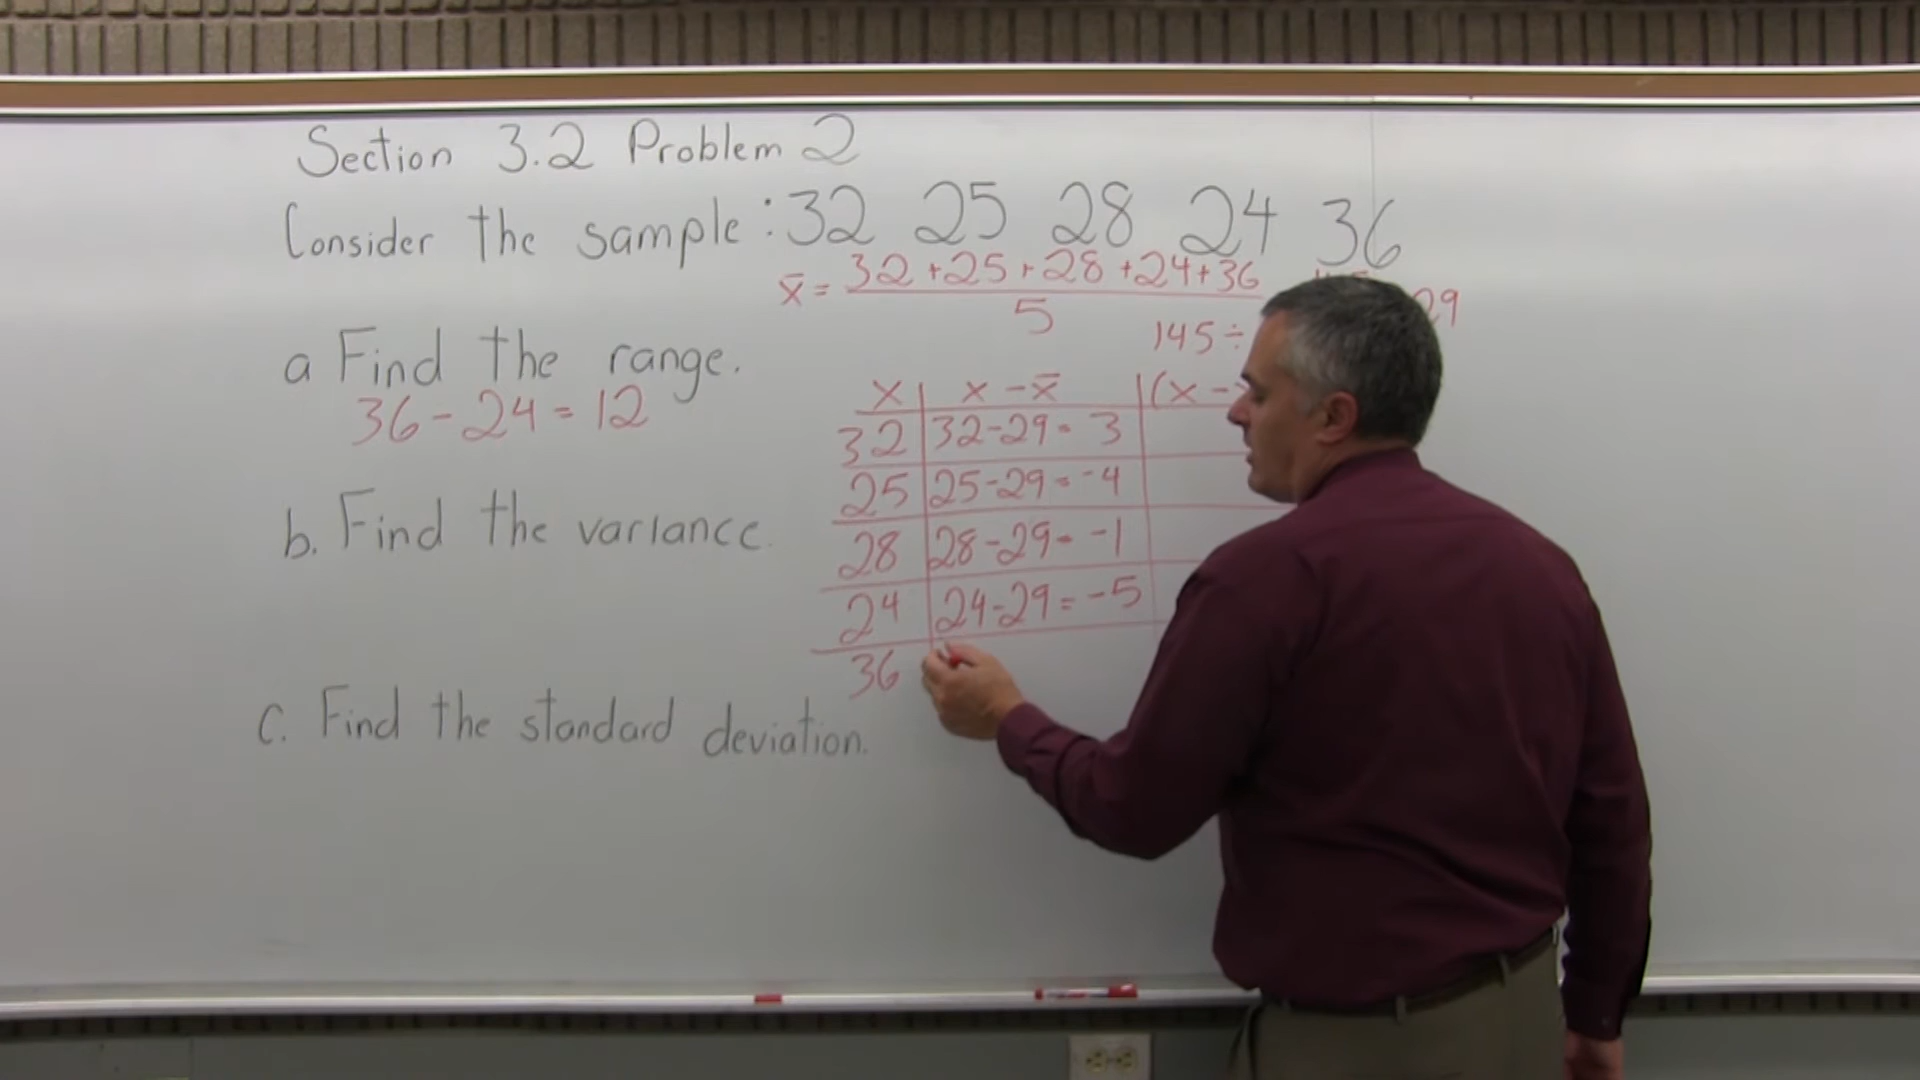 Section 3.2 Problem 2
Consider the sample: 32 25 28 24 36
x̄ = 32+25+28+24+36
5
29
145 ÷
a Find the range.
36 - 24 = 12
b. Find the variance.
c. Find the standard deviation.
x x - x̄ (x -
32 32-29= 3
25 25-29= -4
28 28-29= -1
24 24-29= -5
36